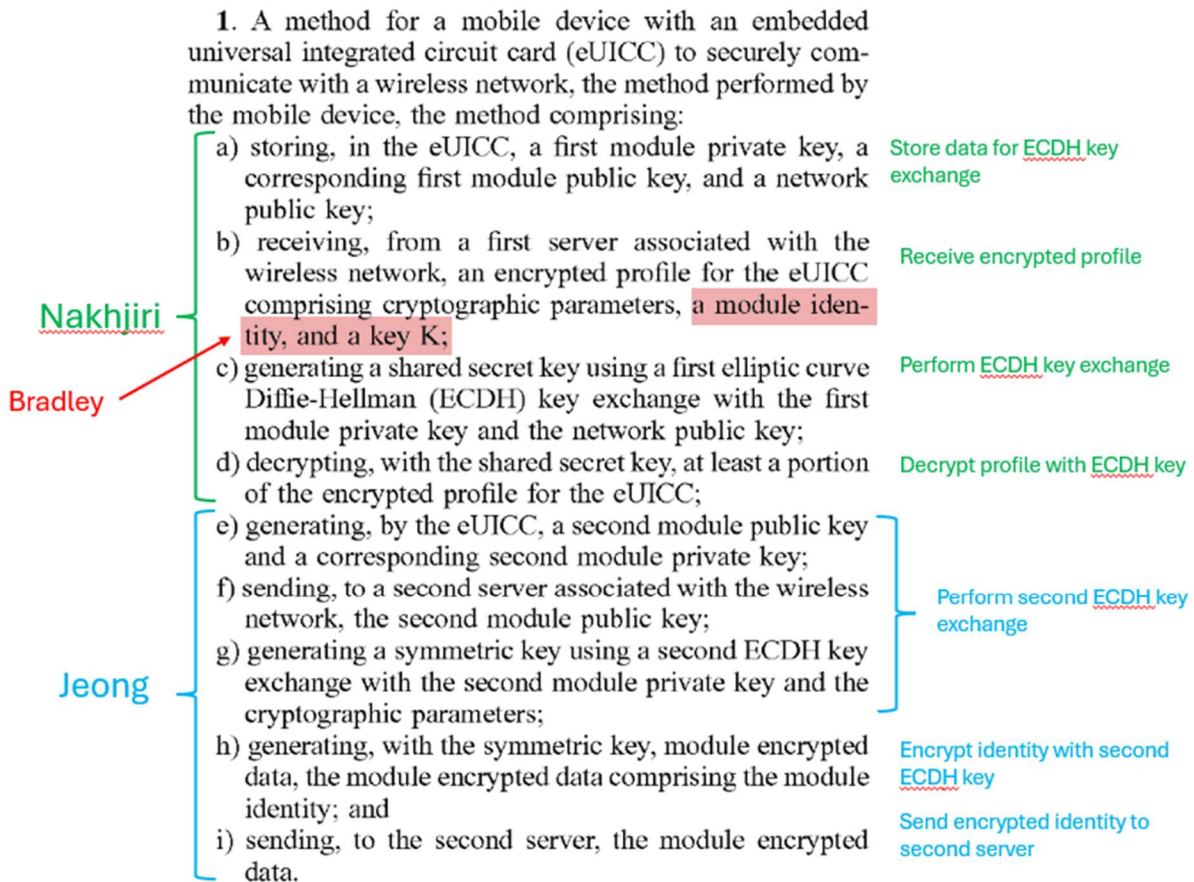 1. A method for a mobile device with an embedded
universal integrated circuit card (eUICC) to securely com-
municate with a wireless network, the method performed by
the mobile device, the method comprising:
a) storing, in the eUICC, a first module private key, a
corresponding first module public key, and a network
public key;
Store data for ECDH key
exchange
b) receiving, from a first server associated with the
wireless network, an encrypted profile for the eUICC
comprising cryptographic parameters, a module iden-
tity, and a key K;
Receive encrypted profile
Nakhjiri
Bradley
c) generating a shared secret key using a first elliptic curve
Diffie-Hellman (ECDH) key exchange with the first
module private key and the network public key;
Perform ECDH key exchange
d) decrypting, with the shared secret key, at least a portion
of the encrypted profile for the eUICC;
Decrypt profile with ECDH key
e) generating, by the eUICC, a second module public key
and a corresponding second module private key;
f) sending, to a second server associated with the wireless
network, the second module public key;
g) generating a symmetric key using a second ECDH key
exchange with the second module private key and the
cryptographic parameters;
Perform second ECDH key
exchange
Jeong
h) generating, with the symmetric key, module encrypted
data, the module encrypted data comprising the module
identity; and
Encrypt identity with second
ECDH key
i) sending, to the second server, the module encrypted
data.
Send encrypted identity to
second server